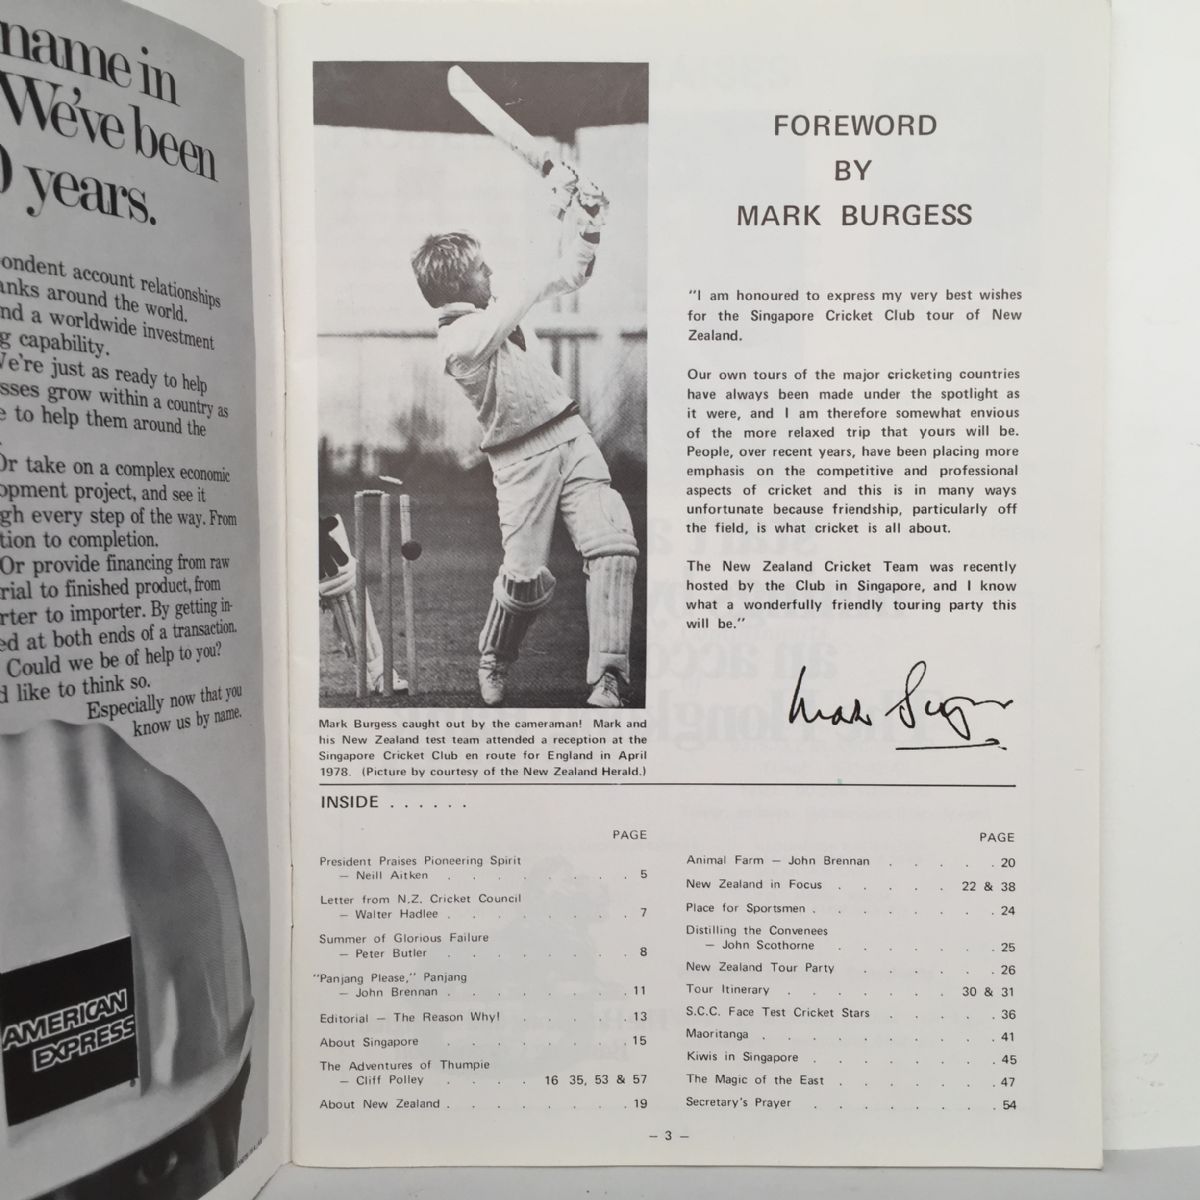 name in
We've been
years.
account relationships
around the world.
a worldwide investment
capability.
We're just as ready to help
grow within a country as
to help them around the
Or take on a complex economic
project, and see it
every step of the way. From
to completion.
Or provide financing from raw
to finished product, from
to importer. By getting in-
at both ends of a transaction.
Could we be of help to you?
like to think so.
Especially now that you
know us by name.
AMERICAN
EXPRESS
FOREWORD
BY
MARK BURGESS
"I am honoured to express my very best wishes
for the Singapore Cricket Club tour of New
Zealand.
Our own tours of the major cricketing countries
have always been made under the spotlight as
it were, and I am therefore somewhat envious
of the more relaxed trip that yours will be.
People, over recent years, have been placing more
emphasis on the competitive and professional
aspects of cricket and this is in many ways
unfortunate because friendship, particularly off
the field, is what cricket is all about.
The New Zealand Cricket Team was recently
hosted by the Club in Singapore, and I know
what a wonderfully friendly touring party this
will be."
Mark Burgess
Mark Burgess caught out by the cameraman! Mark and
his New Zealand test team attended a reception at the
Singapore Cricket Club en route for England in April
1978. (Picture by courtesy of the New Zealand Herald.)
INSIDE . . . . . .
PAGE
President Praises Pioneering Spirit
— Neill Aitken . . . . . . . . 5
Letter from N.Z. Cricket Council
— Walter Hadlee . . . . . . . . 7
Summer of Glorious Failure
— Peter Butler . . . . . . . . 8
"Panjang Please," Panjang
— John Brennan . . . . . . . . 11
Editorial — The Reason Why! . . . . . . 13
About Singapore . . . . . . . . 15
The Adventures of Thumpie
— Cliff Polley . . . . 16 35, 53 & 57
About New Zealand . . . . . . . . 19
PAGE
Animal Farm — John Brennan . . . . . 20
New Zealand in Focus . . . . . 22 & 38
Place for Sportsmen . . . . . . . . 24
Distilling the Convenees
— John Scothorne . . . . . . . 25
New Zealand Tour Party . . . . . . . 26
Tour Itinerary . . . . . . . 30 & 31
S.C.C. Face Test Cricket Stars . . . . . 36
Maoritanga . . . . . . . . . 41
Kiwis in Singapore . . . . . . . . 45
The Magic of the East . . . . . . . 47
Secretary's Prayer . . . . . . . . 54
— 3 —